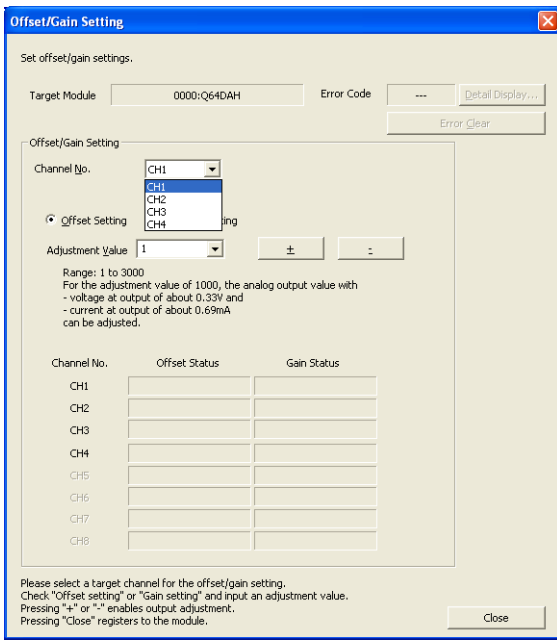 Offset/Gain Setting
Set offset/gain settings.
Target Module 0000:Q64DAH Error Code --- Detail Display...
Error Clear
Offset/Gain Setting
Channel No. CH1
CH1
CH2
CH3
CH4
Offset Setting
Adjustment Value 1 + -
Range: 1 to 3000
For the adjustment value of 1000, the analog output value with
- voltage at output of about 0.33V and
- current at output of about 0.69mA
can be adjusted.
Channel No. Offset Status Gain Status
CH1
CH2
CH3
CH4
CH5
CH6
CH7
CH8
Please select a target channel for the offset/gain setting.
Check "Offset setting" or "Gain setting" and input an adjustment value.
Pressing "+" or "-" enables output adjustment.
Pressing "Close" registers to the module.
Close